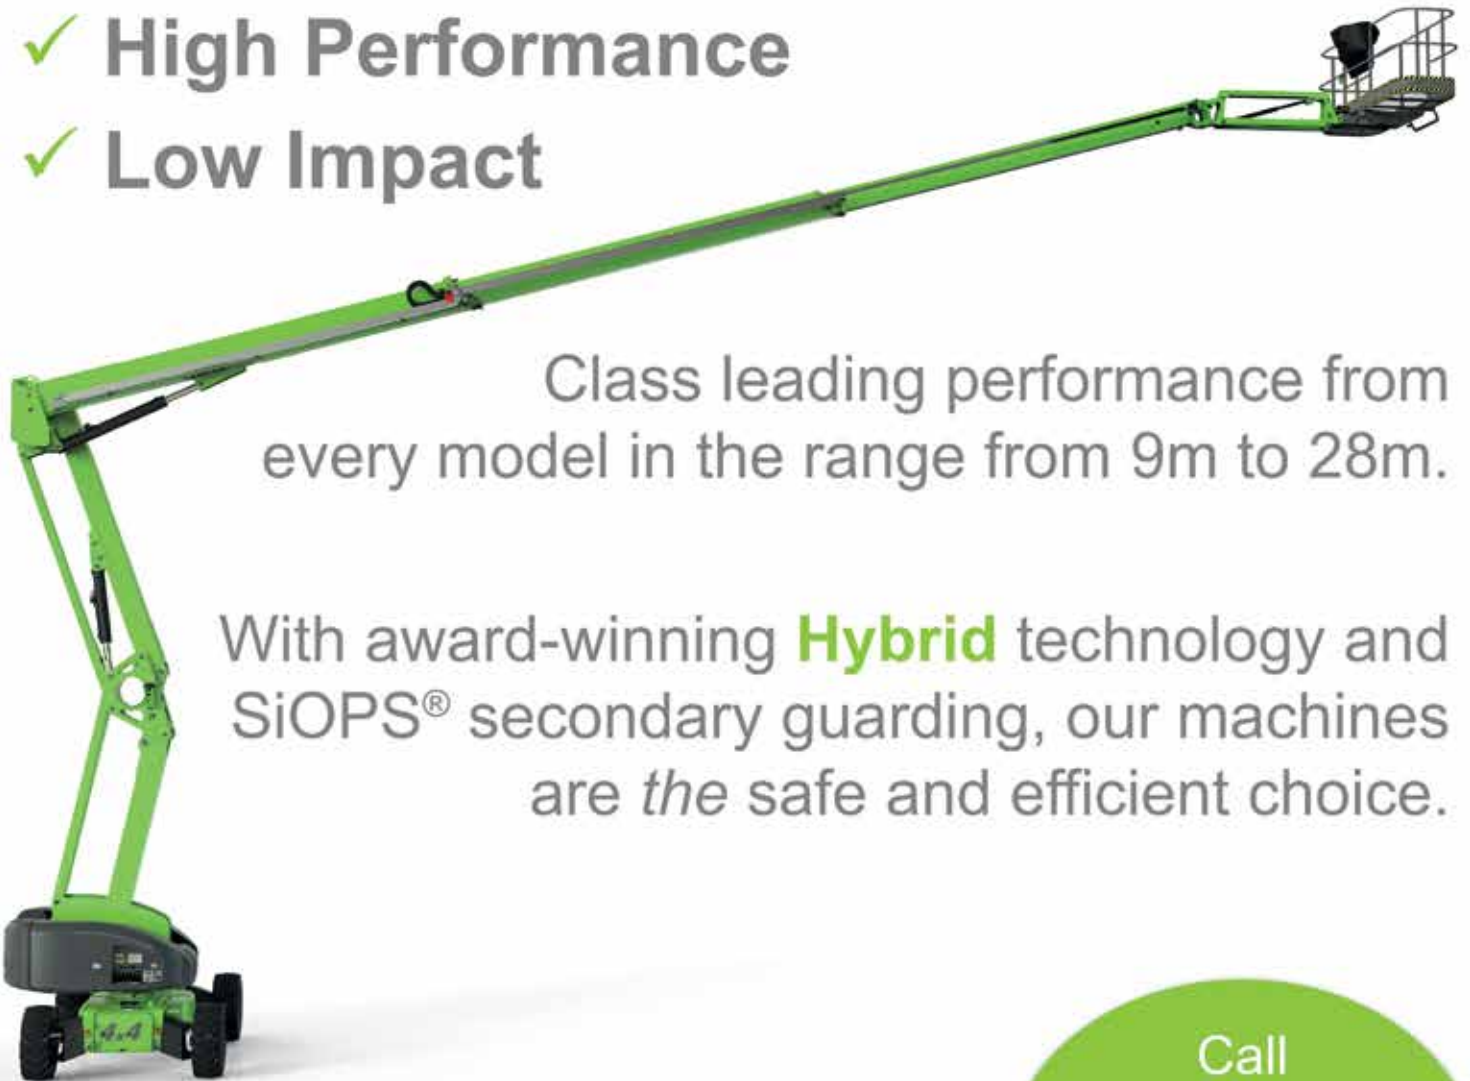 High Performance
Low Impact
Class leading performance from
every model in the range from 9m to 28m.
With award-winning Hybrid technology and
SiOPS® secondary guarding, our machines
are the safe and efficient choice.
4x4
Call